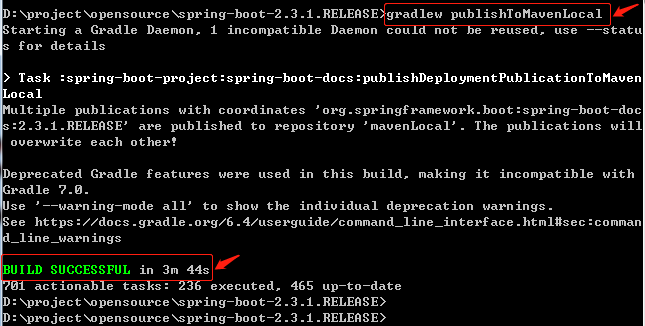 D:\project\opensource\spring-boot-2.3.1.RELEASE>gradlew publishToMavenLocal
Starting a Gradle Daemon, 1 incompatible Daemon could not be reused, use --statu
s for details
> Task :spring-boot-project:spring-boot-docs:publishDeploymentPublicationToMaven
Local
Multiple publications with coordinates 'org.springframework.boot:spring-boot-doc
s:2.3.1.RELEASE' are published to repository 'mavenLocal'. The publications will
 overwrite each other!
Deprecated Gradle features were used in this build, making it incompatible with
Gradle 7.0.
Use '--warning-mode all' to show the individual deprecation warnings.
See https://docs.gradle.org/6.4/userguide/command_line_interface.html#sec:comman
d_line_warnings
BUILD SUCCESSFUL in 3m 44s
701 actionable tasks: 236 executed, 465 up-to-date
D:\project\opensource\spring-boot-2.3.1.RELEASE>
D:\project\opensource\spring-boot-2.3.1.RELEASE>